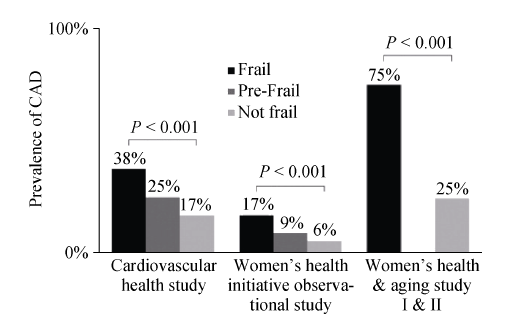 100%
Prevalence of CAD
0%
Frail
Pre-Frail
Not frail
P < 0.001
38%
25%
17%
P < 0.001
17%
9%
6%
P < 0.001
75%
25%
Cardiovascular
health study
Women's health
initiative observa-
tional study
Women's health
& aging study
I & II